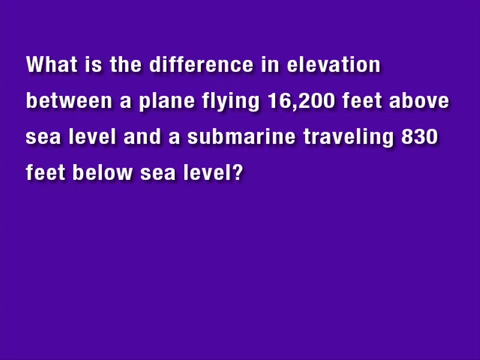 What is the difference in elevation
between a plane flying 16,200 feet above
sea level and a submarine traveling 830
feet below sea level?